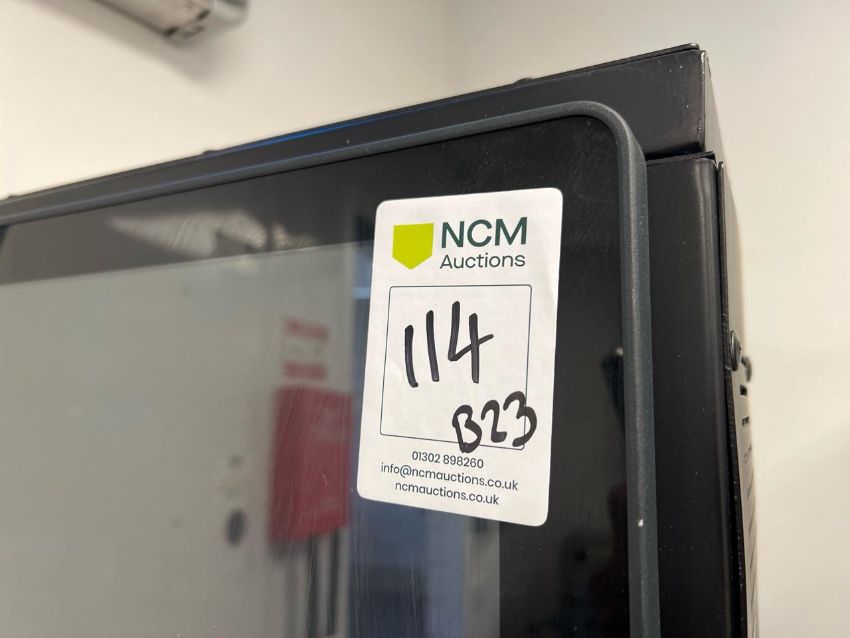 NCM
Auctions
114
B23
01302 898260
info@ncmauctions.co.uk
ncmauctions.co.uk